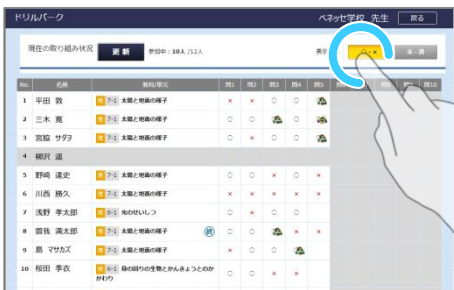 ドリルパーク
ベネッセ学校 先生 戻る
現在の取り組み状況 更新 参加中：10人 /12人 表示 ○・× 未・済
No. 名前 教科/単元 問1 問2 問3 問4 問5
1 平田 敦 7-1 太陽と地面の様子 × × ○ ○
2 三木 寛 7-1 太陽と地面の様子 ○ ○ ○
3 宮脇 サダヲ 7-1 太陽と地面の様子 ○ × ○ ○
4 柳沢 遥
5 野崎 達史 7-1 太陽と地面の様子 ○ ○ × ○ ×
6 川西 勝久 7-1 太陽と地面の様子 × × × × ×
7 浅野 孝太郎 8-1 光のせいしつ ○ × ○ ○
8 曽我 満太郎 7-1 太陽と地面の様子 終 ○ ○ × ×
9 島 マサカズ 7-1 太陽と地面の様子 × ○ ○
10 桜田 季衣 6-1 身の回りの生物とかんきょうとのか
かわり ○ ○ × ×